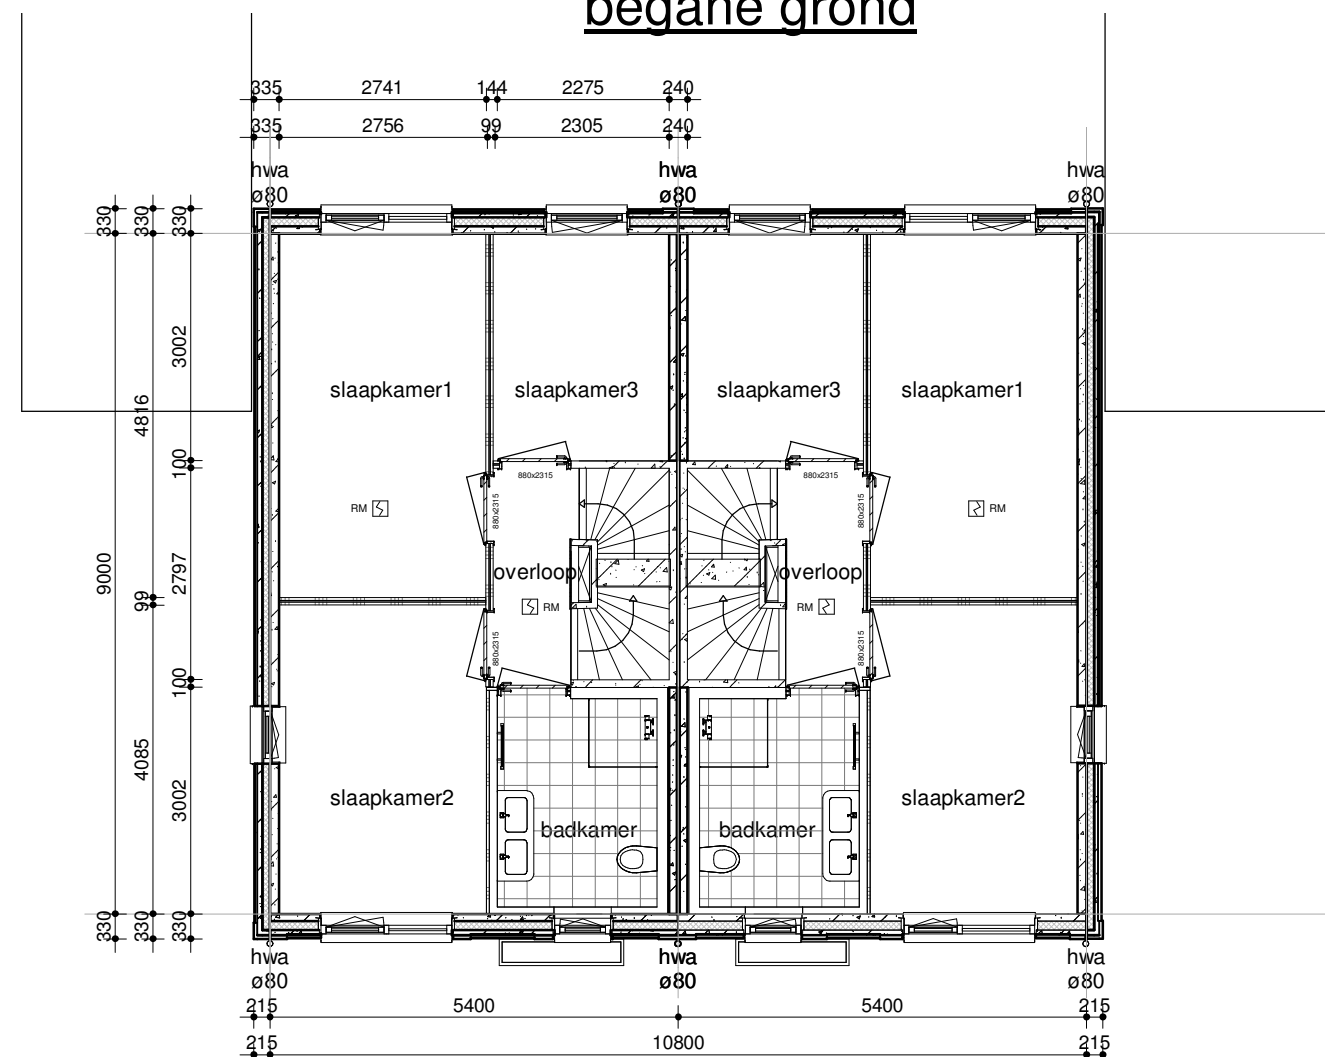 begane grond
335 2741 144 2275 240
335 2756 99 2305 240
hwa ø80
hwa ø80
hwa ø80
330 330 330
3002
4816
100
9000
2797
99
100
4085
3002
330 330 330
slaapkamer1 slaapkamer3 slaapkamer3 slaapkamer1
880x2315 880x2315
RM 880x2315 880x2315 RM
overloop overloop
RM RM
880x2315 880x2315
slaapkamer2 slaapkamer2
badkamer badkamer
hwa ø80
hwa ø80
hwa ø80
215 5400 5400 215
215 10800 215